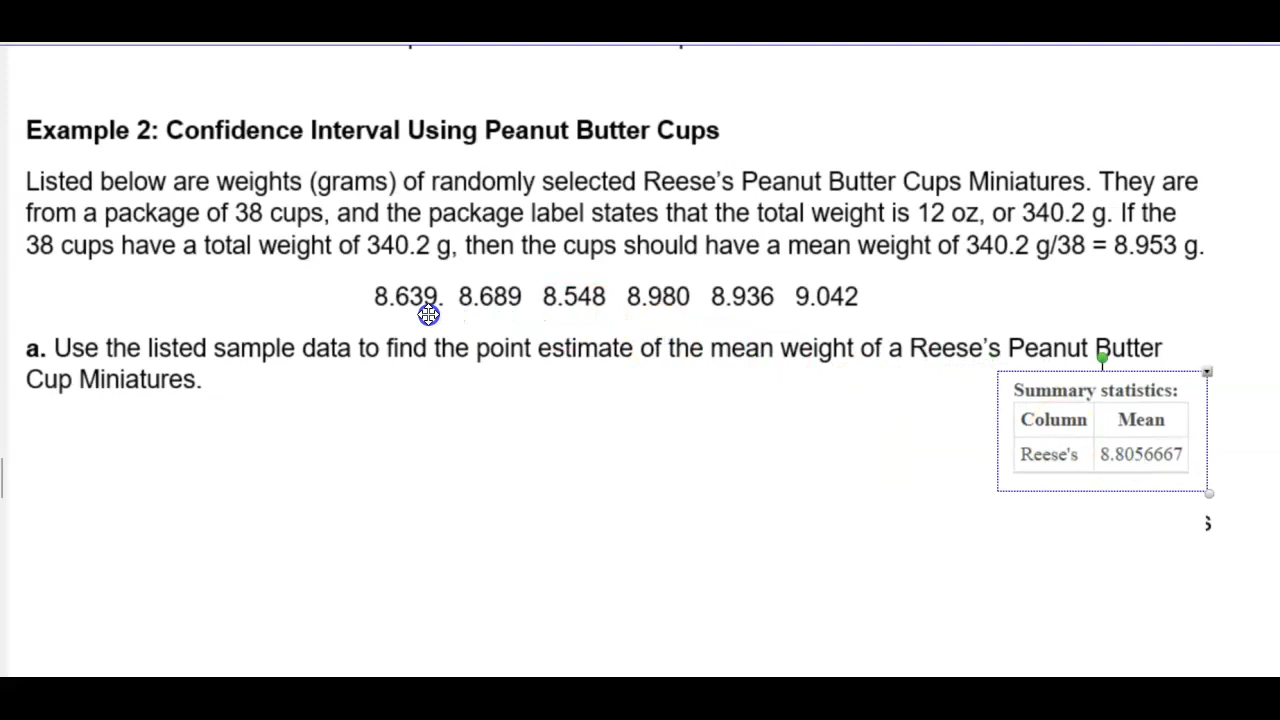 Example 2: Confidence Interval Using Peanut Butter Cups
Listed below are weights (grams) of randomly selected Reese's Peanut Butter Cups Miniatures. They are
from a package of 38 cups, and the package label states that the total weight is 12 oz, or 340.2 g. If the
38 cups have a total weight of 340.2 g, then the cups should have a mean weight of 340.2 g/38 = 8.953 g.
8.639. 8.689 8.548 8.980 8.936 9.042
a. Use the listed sample data to find the point estimate of the mean weight of a Reese's Peanut Butter
Cup Miniatures.
Summary statistics:
Column Mean
Reese's 8.8056667
s